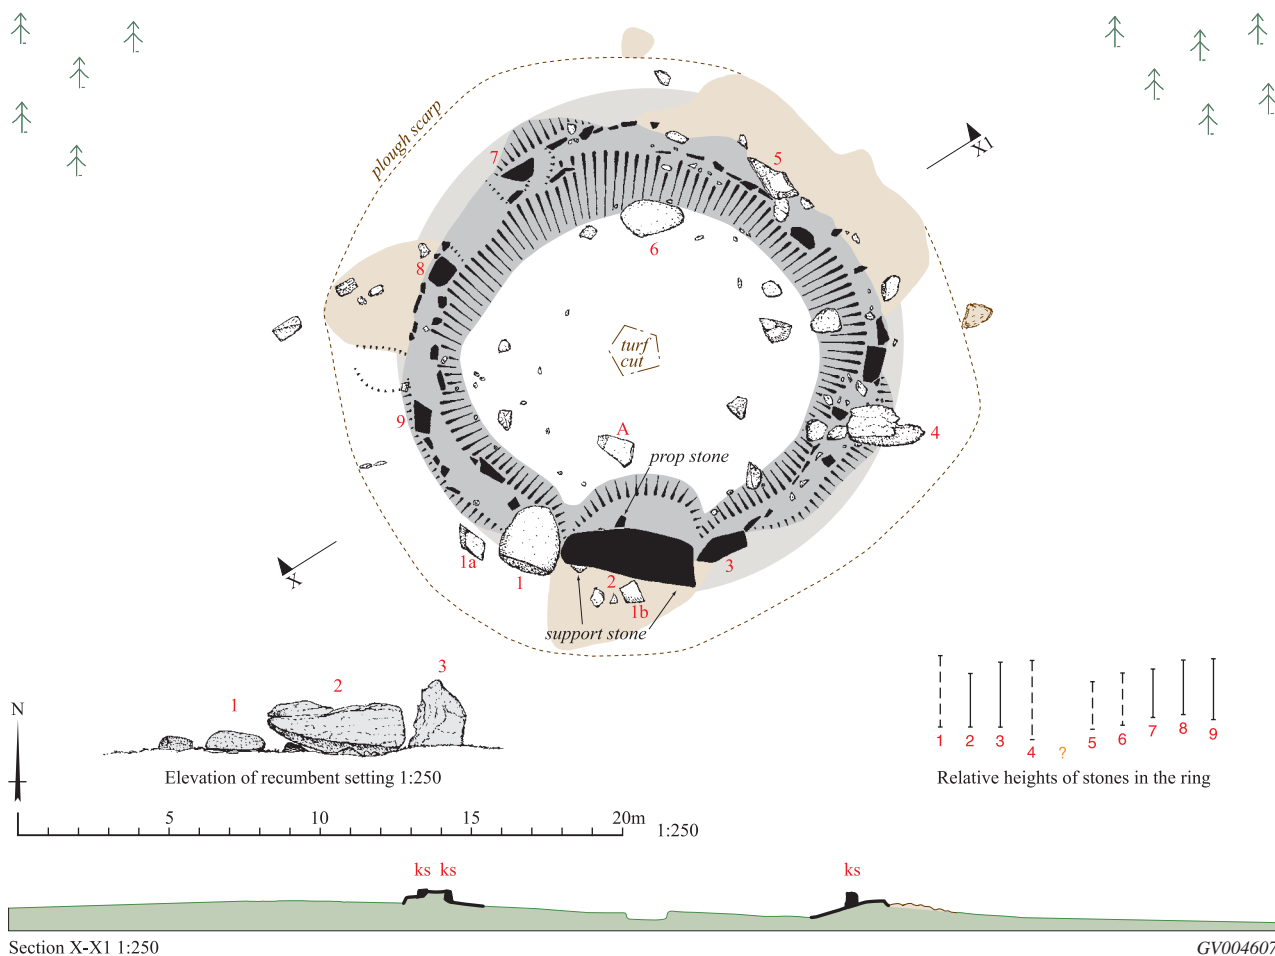 plough scarp
X1
7
5
6
8
turf
cut
9
A
4
prop stone
1a
1
2
3
1b
X
support stone
1
2
3
Elevation of recumbent setting 1:250
1
2
3
4
?
5
6
7
8
9
Relative heights of stones in the ring
N
5
10
15
20m
1:250
ks ks
ks
Section X-X1 1:250
GV004607